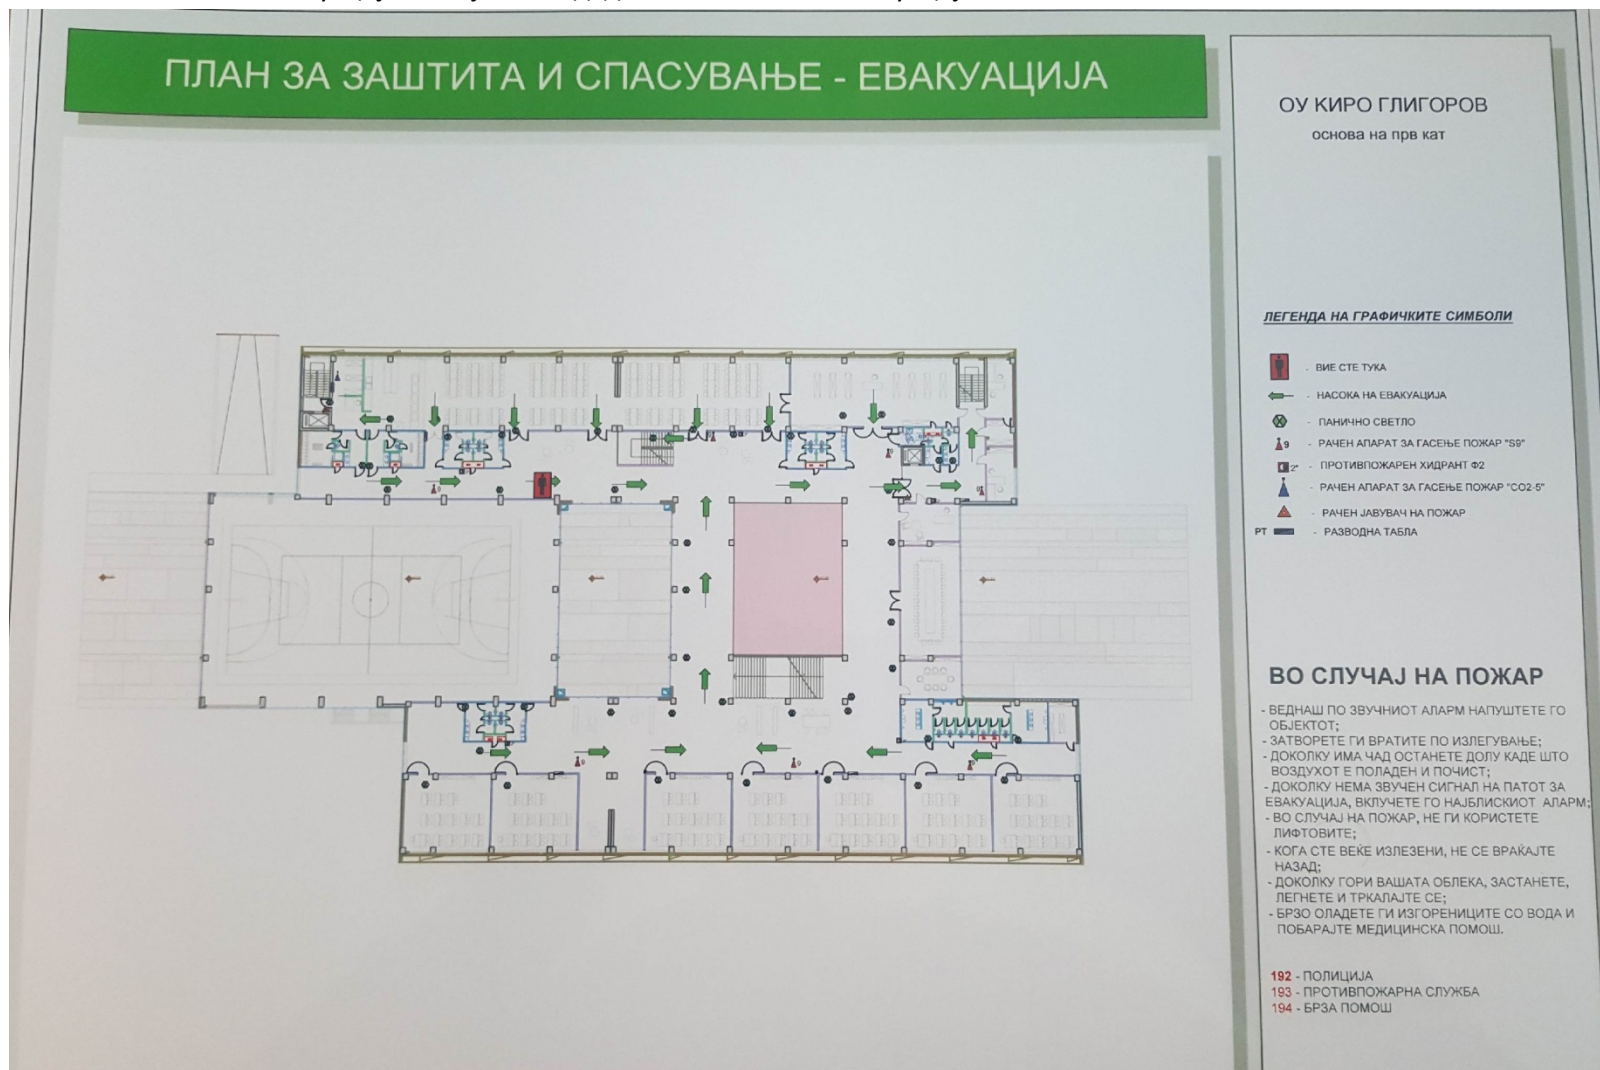 ПЛАН ЗА ЗАШТИТА И СПАСУВАЊЕ - ЕВАКУАЦИЈА
ОУ КИРО ГЛИГОРОВ
основа на прв кат
ЛЕГЕНДА НА ГРАФИЧКИТЕ СИМБОЛИ
- ВИЕ СТЕ ТУКА
- НАСОКА НА ЕВАКУАЦИЈА
- ПАНИЧНО СВЕТЛО
9 - РАЧЕН АПАРАТ ЗА ГАСЕЊЕ ПОЖАР "S9"
2" - ПРОТИВПОЖАРЕН ХИДРАНТ Ф2
- РАЧЕН АПАРАТ ЗА ГАСЕЊЕ ПОЖАР "CO2-5"
- РАЧЕН ЈАВУВАЧ НА ПОЖАР
РТ - РАЗВОДНА ТАБЛА
ВО СЛУЧАЈ НА ПОЖАР
- ВЕДНАШ ПО ЗВУЧНИОТ АЛАРМ НАПУШТЕТЕ ГО
ОБЈЕКТОТ;
- ЗАТВОРЕТЕ ГИ ВРАТИТЕ ПО ИЗЛЕГУВАЊЕ;
- ДОКОЛКУ ИМА ЧАД ОСТАНЕТЕ ДОЛУ КАДЕ ШТО
ВОЗДУХОТ Е ПОЛАДЕН И ПОЧИСТ;
- ДОКОЛКУ НЕМА ЗВУЧЕН СИГНАЛ НА ПАТОТ ЗА
ЕВАКУАЦИЈА, ВКЛУЧЕТЕ ГО НАЈБЛИСКИОТ АЛАРМ;
- ВО СЛУЧАЈ НА ПОЖАР, НЕ ГИ КОРИСТЕТЕ
ЛИФТОВИТЕ;
- КОГА СТЕ ВЕЌЕ ИЗЛЕЗЕНИ, НЕ СЕ ВРАЌАЈТЕ
НАЗАД;
- ДОКОЛКУ ГОРИ ВАШАТА ОБЛЕКА, ЗАСТАНЕТЕ,
ЛЕГНЕТЕ И ТРКАЛАЈТЕ СЕ;
- БРЗО ОЛАДЕТЕ ГИ ИЗГОРЕНИЦИТЕ СО ВОДА И
ПОБАРАЈТЕ МЕДИЦИНСКА ПОМОШ.
192 - ПОЛИЦИЈА
193 - ПРОТИВПОЖАРНА СЛУЖБА
194 - БРЗА ПОМОШ